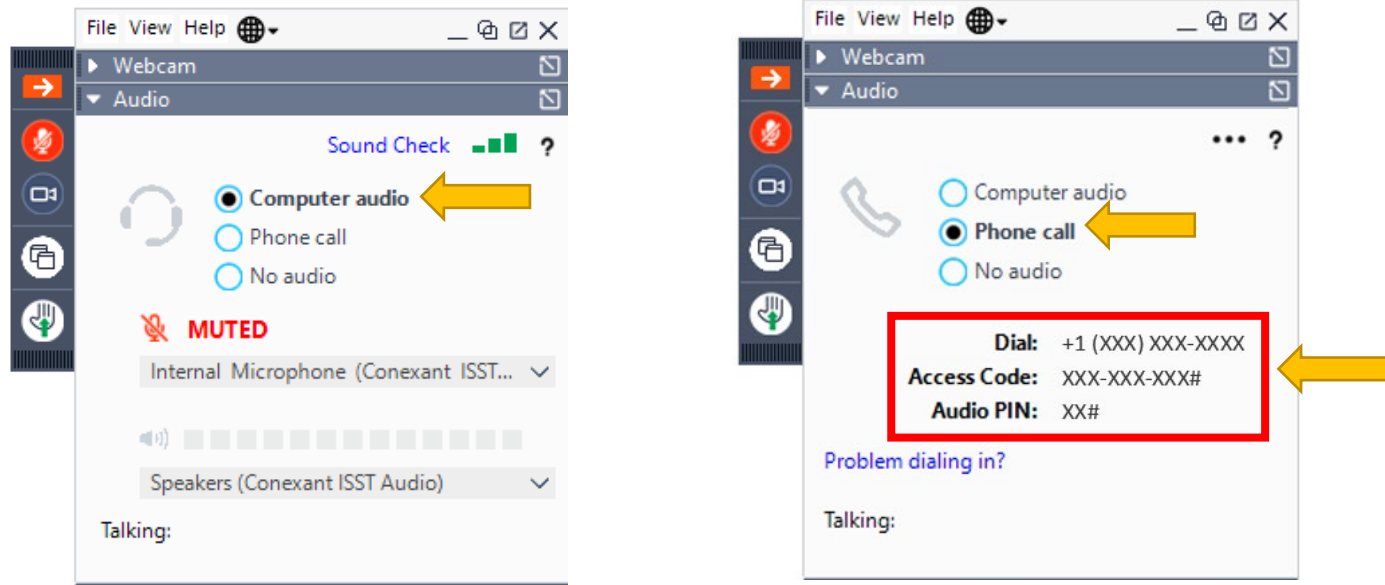 File View Help
Webcam
Audio
Sound Check ?
Computer audio
Phone call
No audio
MUTED
Internal Microphone (Conexant ISST...
Speakers (Conexant ISST Audio)
Talking:
File View Help
Webcam
Audio
••• ?
Computer audio
Phone call
No audio
Dial: +1 (XXX) XXX-XXXX
Access Code: XXX-XXX-XXX#
Audio PIN: XX#
Problem dialing in?
Talking: